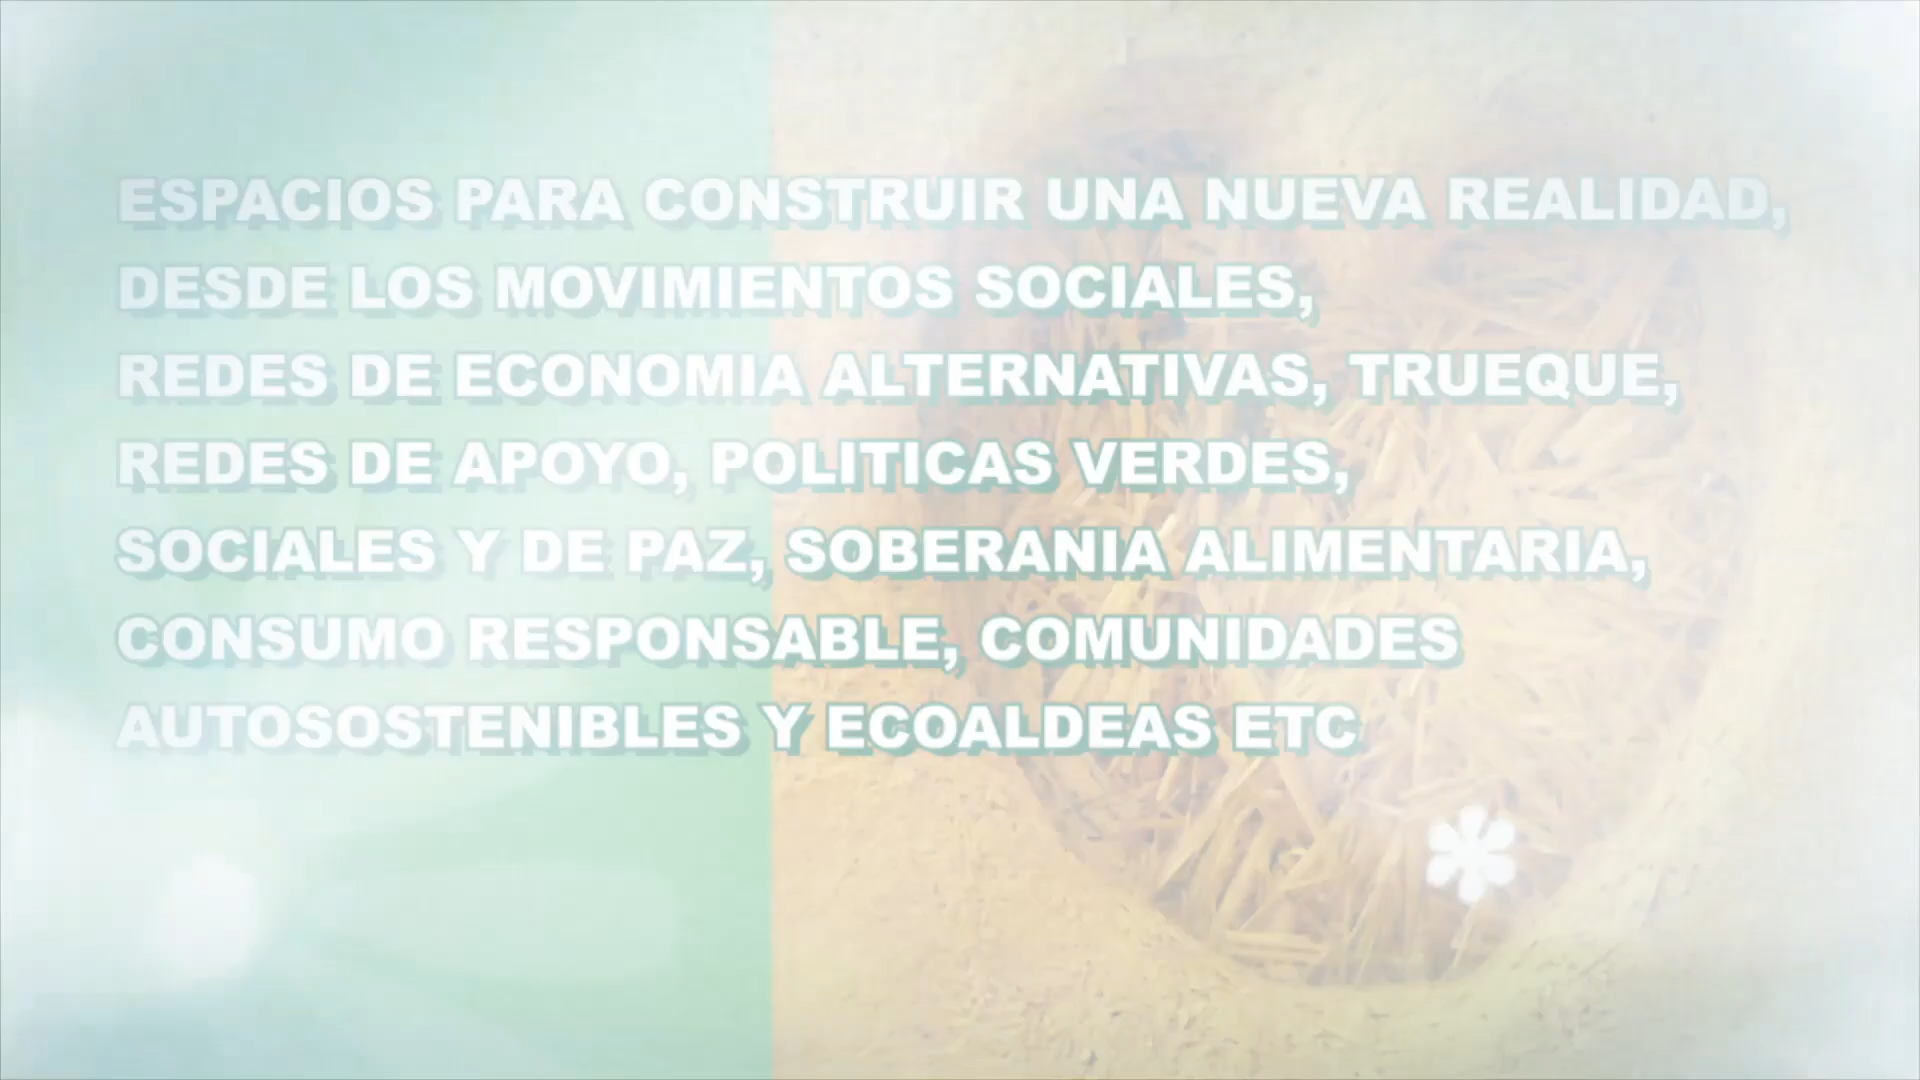 ESPACIOS PARA CONSTRUIR UNA NUEVA REALIDAD,
DESDE LOS MOVIMIENTOS SOCIALES,
REDES DE ECONOMIA ALTERNATIVAS, TRUEQUE,
REDES DE APOYO, POLITICAS VERDES,
SOCIALES Y DE PAZ, SOBERANIA ALIMENTARIA,
CONSUMO RESPONSABLE, COMUNIDADES
AUTOSOSTENIBLES Y ECOALDEAS ETC